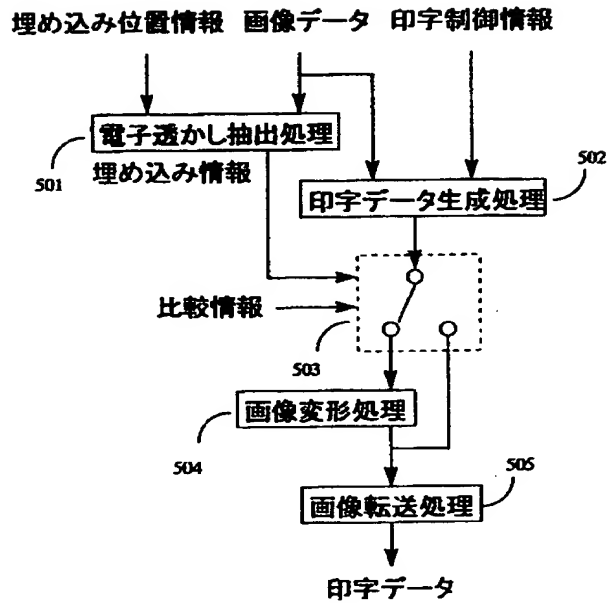 埋め込み位置情報 画像データ 印字制御情報
電子透かし抽出処理
501
埋め込み情報
502
印字データ生成処理
比較情報
503
画像変形処理
504
505
画像転送処理
印字データ